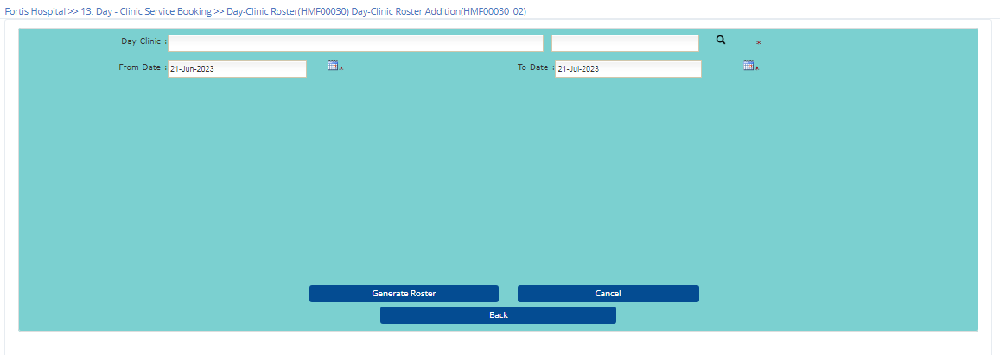 Fortis Hospital >> 13. Day - Clinic Service Booking >> Day-Clinic Roster(HMF00030) Day-Clinic Roster Addition(HMF00030_02)
Day Clinic : *
From Date : 21-Jun-2023 * To Date : 21-Jul-2023 *
Generate Roster Cancel
Back